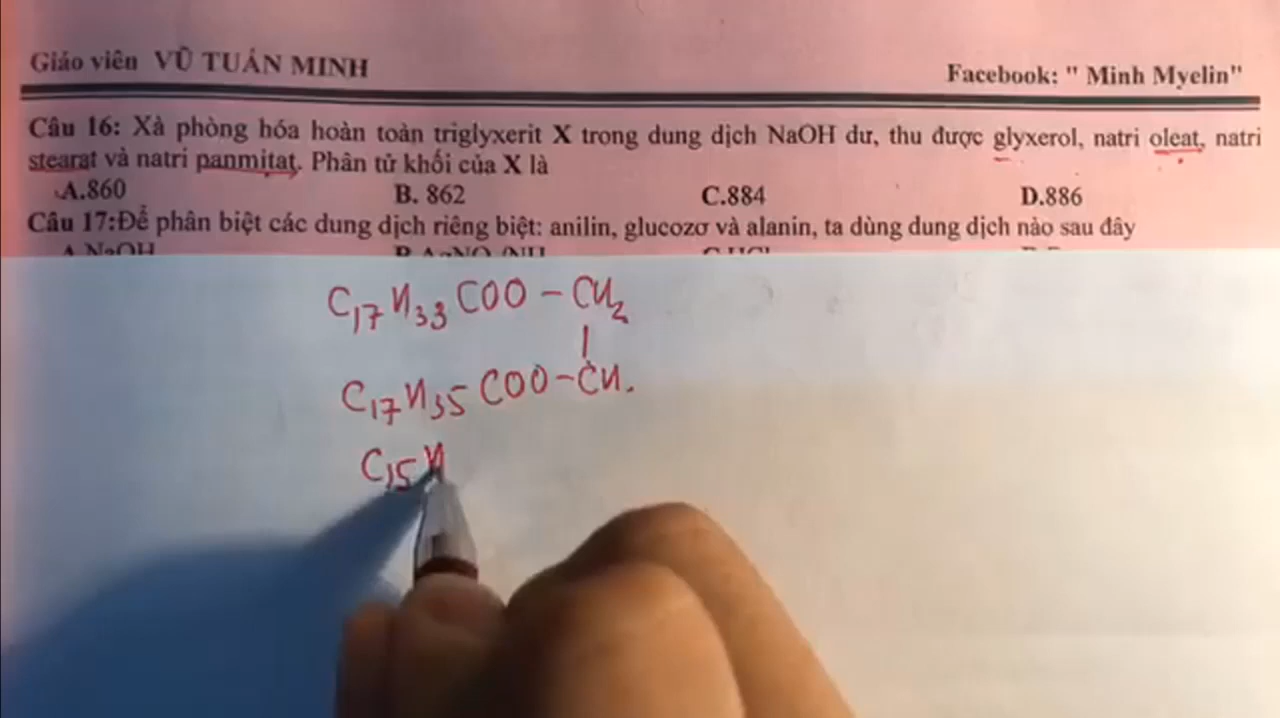 Giáo viên VŨ TUẤN MINH
Facebook: " Minh Myelin"
Câu 16: Xà phòng hóa hoàn toàn triglyxerit X trong dung dịch NaOH dư, thu được glyxerol, natri oleat, natri
stearat và natri panmitat. Phân tử khối của X là
A.860 B. 862 C.884 D.886
Câu 17:Để phân biệt các dung dịch riêng biệt: anilin, glucozơ và alanin, ta dùng dung dịch nào sau đây
A.NaOH
C17H33COO-CH2
C17H35COO-CH.
C15H